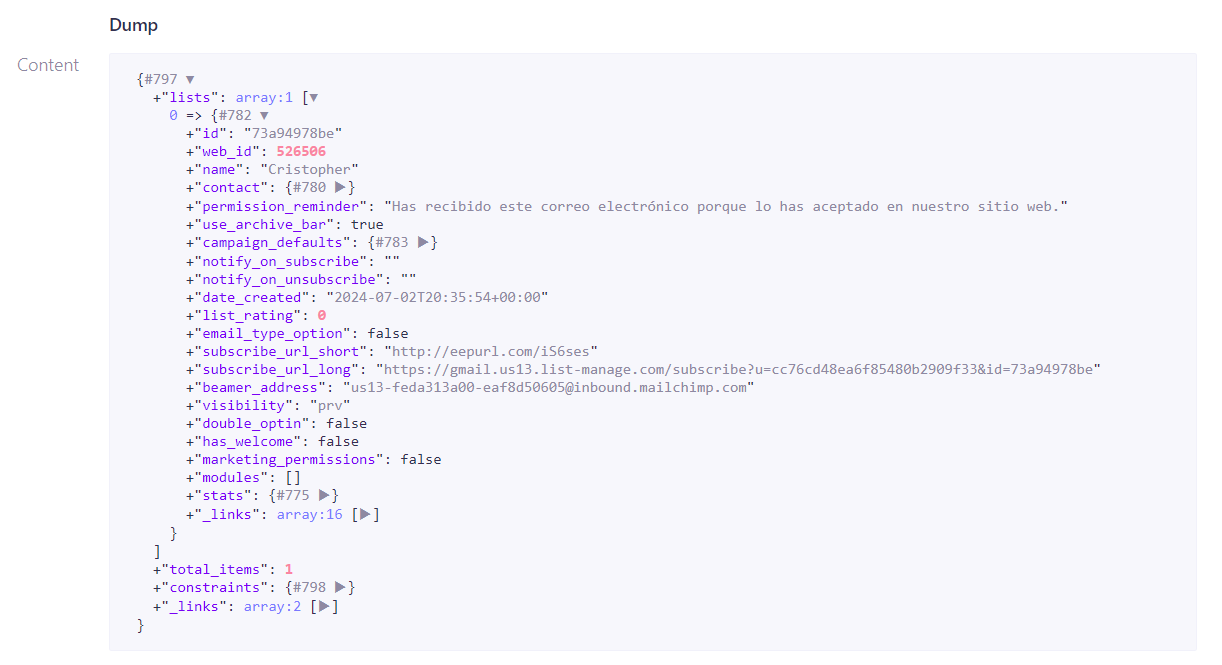 Dump
Content
{#797 ▼
+"lists": array:1 [▼
0 => {#782 ▼
+"id": "73a94978be"
+"web_id": 526506
+"name": "Cristopher"
+"contact": {#780 ▶}
+"permission_reminder": "Has recibido este correo electrónico porque lo has aceptado en nuestro sitio web."
+"use_archive_bar": true
+"campaign_defaults": {#783 ▶}
+"notify_on_subscribe": ""
+"notify_on_unsubscribe": ""
+"date_created": "2024-07-02T20:35:54+00:00"
+"list_rating": 0
+"email_type_option": false
+"subscribe_url_short": "http://eepurl.com/iS6ses"
+"subscribe_url_long": "https://gmail.us13.list-manage.com/subscribe?u=cc76cd48ea6f85480b2909f33&id=73a94978be"
+"beamer_address": "us13-feda313a00-eaf8d50605@inbound.mailchimp.com"
+"visibility": "prv"
+"double_optin": false
+"has_welcome": false
+"marketing_permissions": false
+"modules": []
+"stats": {#775 ▶}
+"_links": array:16 [▶]
}
]
+"total_items": 1
+"constraints": {#798 ▶}
+"_links": array:2 [▶]
}